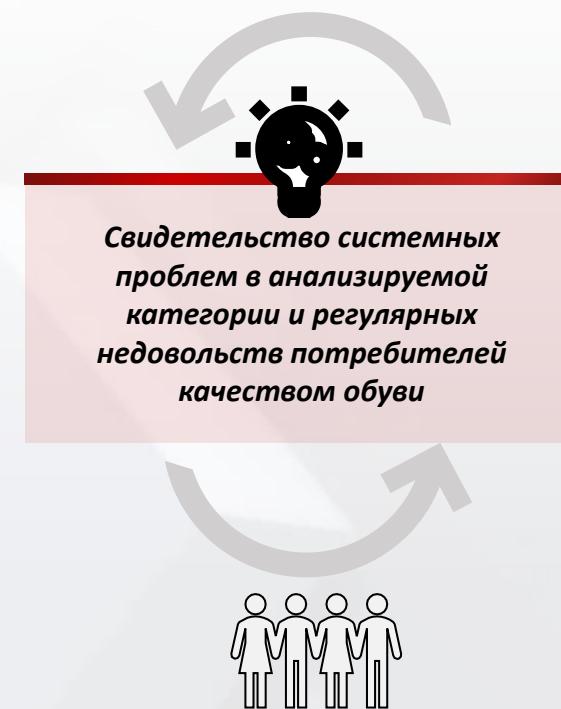 Свидетельство системных
проблем в анализируемой
категории и регулярных
недовольств потребителей
качеством обуви